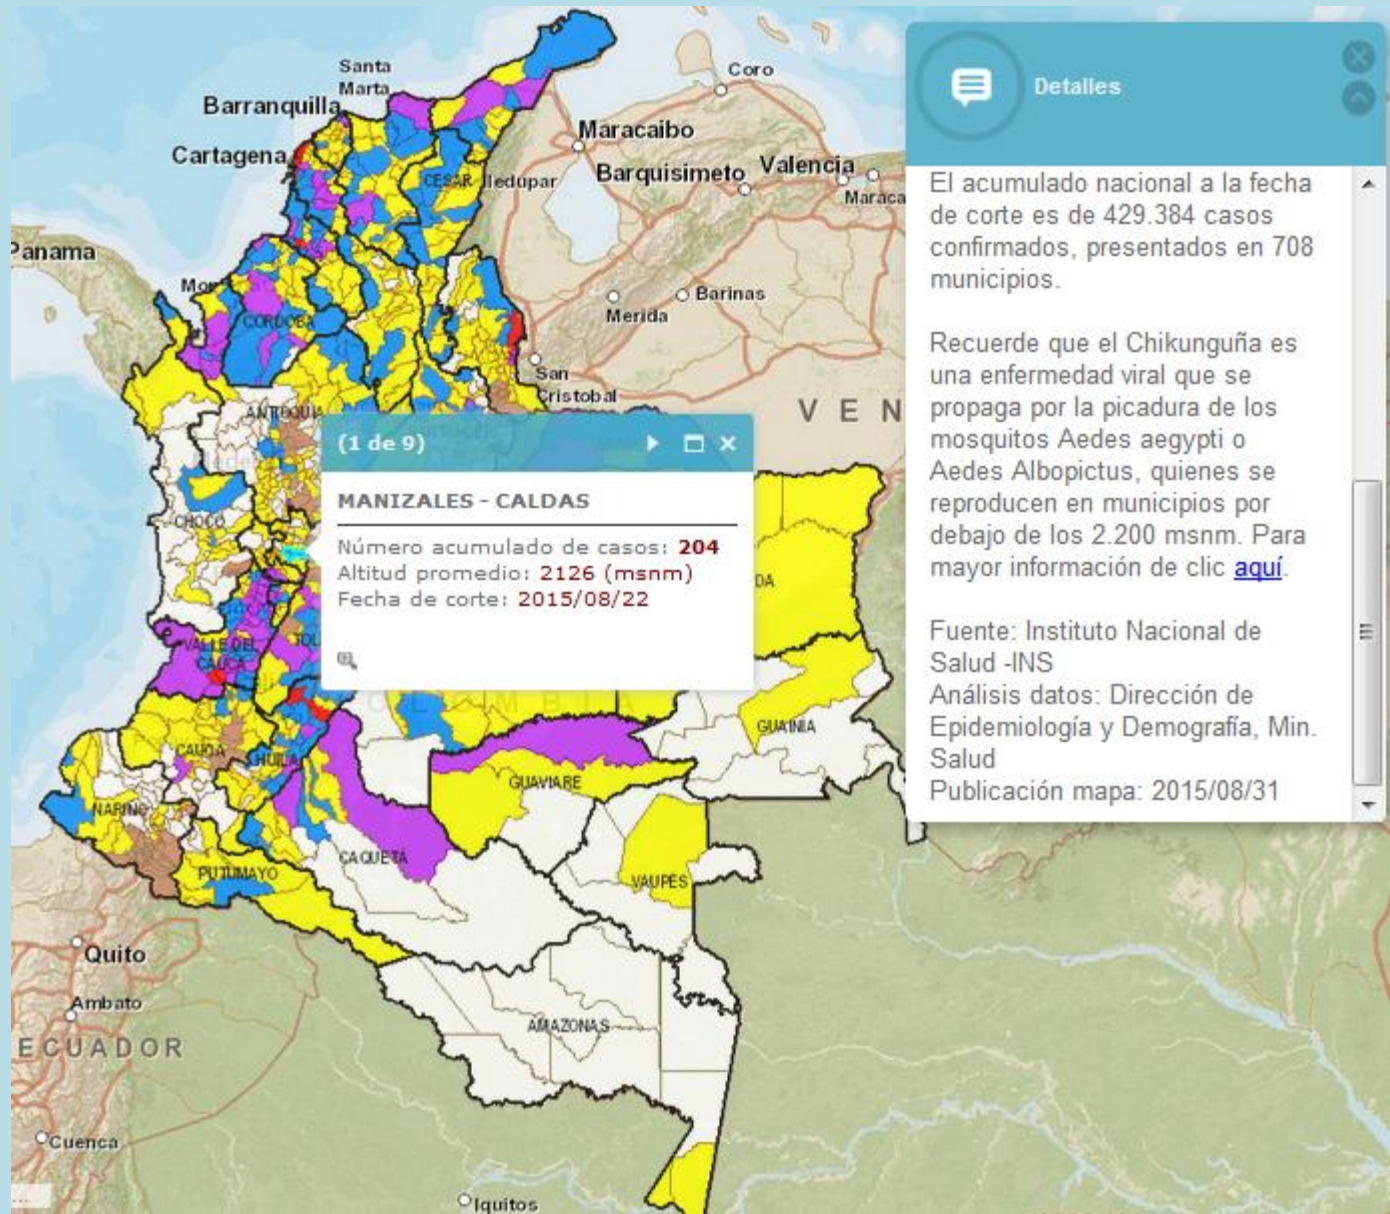 Santa
Marta
Barranquilla
Cartagena
Coro
Maracaibo
Barquisimeto
Valencia
Maraca
CESAR
lledupar
Panama
Mon
CORDOBA
Merida
Barinas
San
Cristobal
VEN
ANTIOQUIA
CHOCO
VALLE DEL
CAUCA
TOL
DA
COLOMBIA
GUAINIA
CAUCA
HUILA
GUAVIARE
NARIÑO
CAQUETA
PUTUMAYO
VAUPES
Quito
Ambato
ECUADOR
AMAZONAS
Cuenca
Iquitos
...
(1 de 9)
MANIZALES - CALDAS
Número acumulado de casos: 204
Altitud promedio: 2126 (msnm)
Fecha de corte: 2015/08/22
Detalles
El acumulado nacional a la fecha
de corte es de 429.384 casos
confirmados, presentados en 708
municipios.
Recuerde que el Chikunguña es
una enfermedad viral que se
propaga por la picadura de los
mosquitos Aedes aegypti o
Aedes Albopictus, quienes se
reproducen en municipios por
debajo de los 2.200 msnm. Para
mayor información de clic aquí.
Fuente: Instituto Nacional de
Salud -INS
Análisis datos: Dirección de
Epidemiología y Demografía, Min.
Salud
Publicación mapa: 2015/08/31